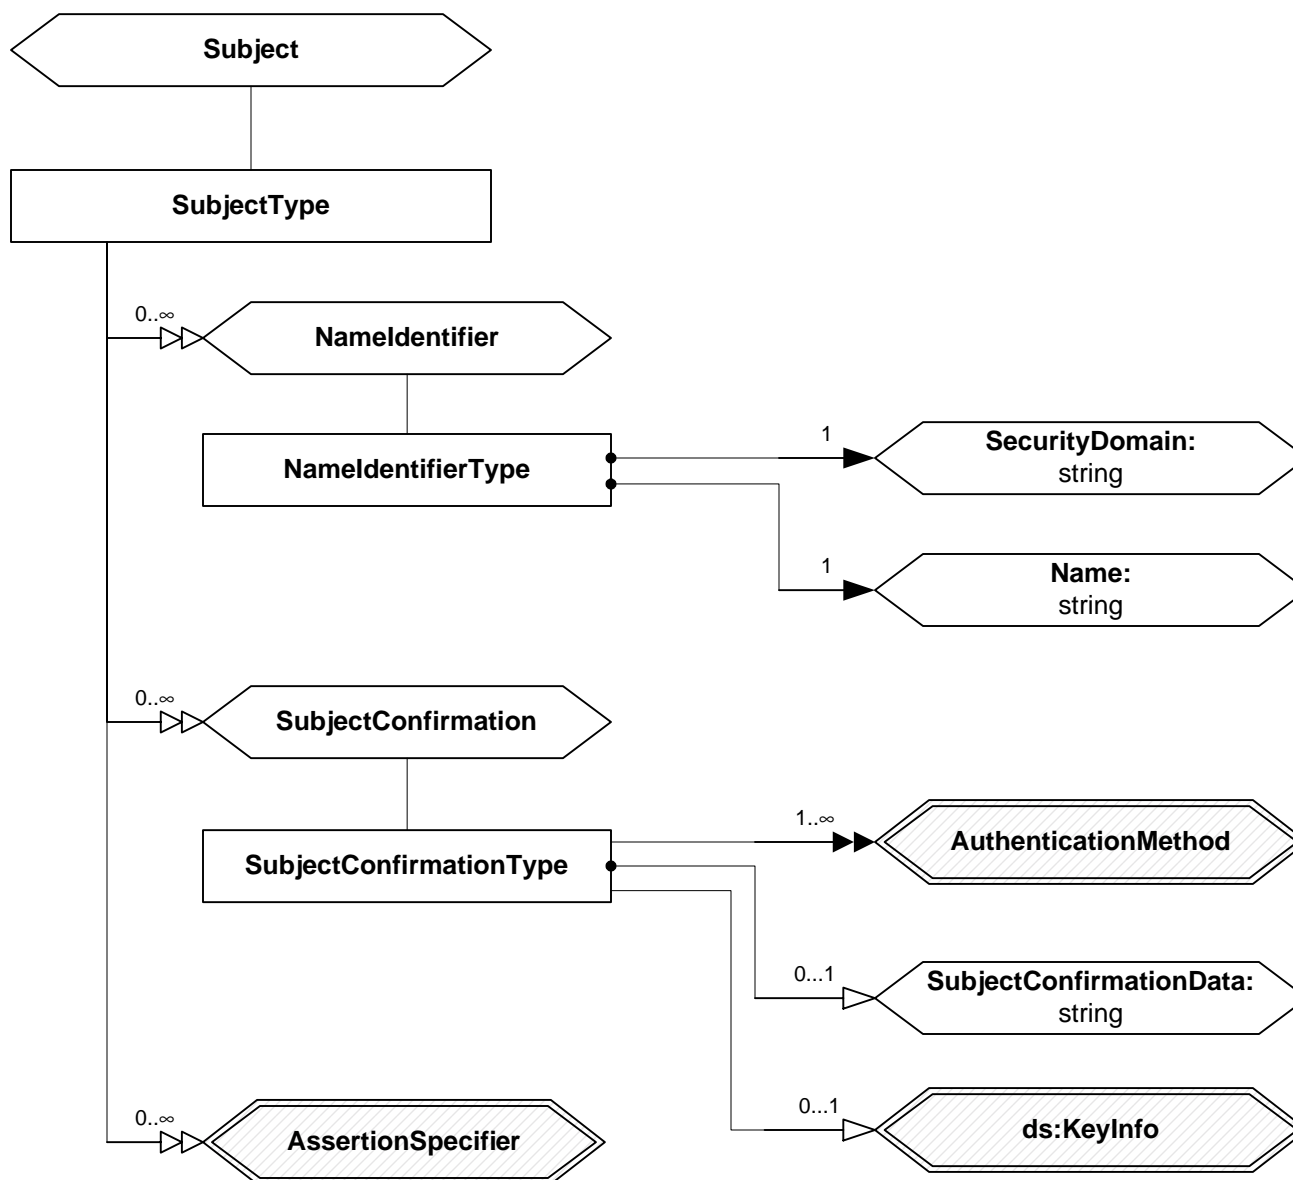 Subject
SubjectType
0..∞
NameIdentifier
NameIdentifierType
1
SecurityDomain:
string
1
Name:
string
0..∞
SubjectConfirmation
SubjectConfirmationType
1..∞
AuthenticationMethod
0...1
SubjectConfirmationData:
string
0...1
ds:KeyInfo
0..∞
AssertionSpecifier